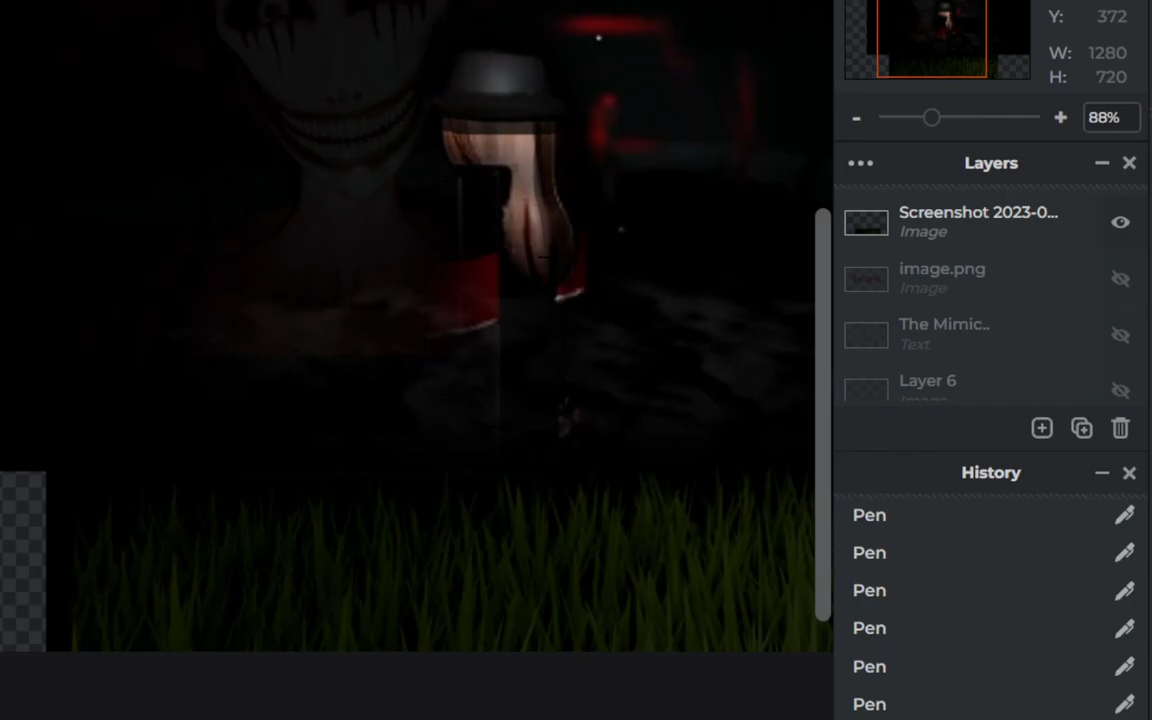 Y: 372
W: 1280
H: 720
- + 88%
Layers
Screenshot 2023-0...
Image
image.png
Image
The Mimic..
Text
Layer 6
Image
History
Pen
Pen
Pen
Pen
Pen
Pen